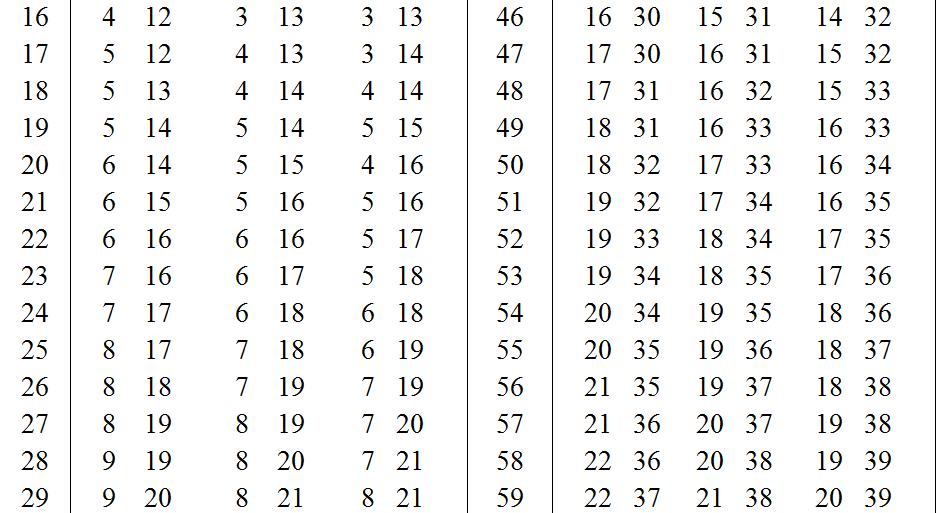 16 4 12 3 13 3 13 46 16 30 15 31 14 32
17 5 12 4 13 3 14 47 17 30 16 31 15 32
18 5 13 4 14 4 14 48 17 31 16 32 15 33
19 5 14 5 14 5 15 49 18 31 16 33 16 33
20 6 14 5 15 4 16 50 18 32 17 33 16 34
21 6 15 5 16 5 16 51 19 32 17 34 16 35
22 6 16 6 16 5 17 52 19 33 18 34 17 35
23 7 16 6 17 5 18 53 19 34 18 35 17 36
24 7 17 6 18 6 18 54 20 34 19 35 18 36
25 8 17 7 18 6 19 55 20 35 19 36 18 37
26 8 18 7 19 7 19 56 21 35 19 37 18 38
27 8 19 8 19 7 20 57 21 36 20 37 19 38
28 9 19 8 20 7 21 58 22 36 20 38 19 39
29 9 20 8 21 8 21 59 22 37 21 38 20 39